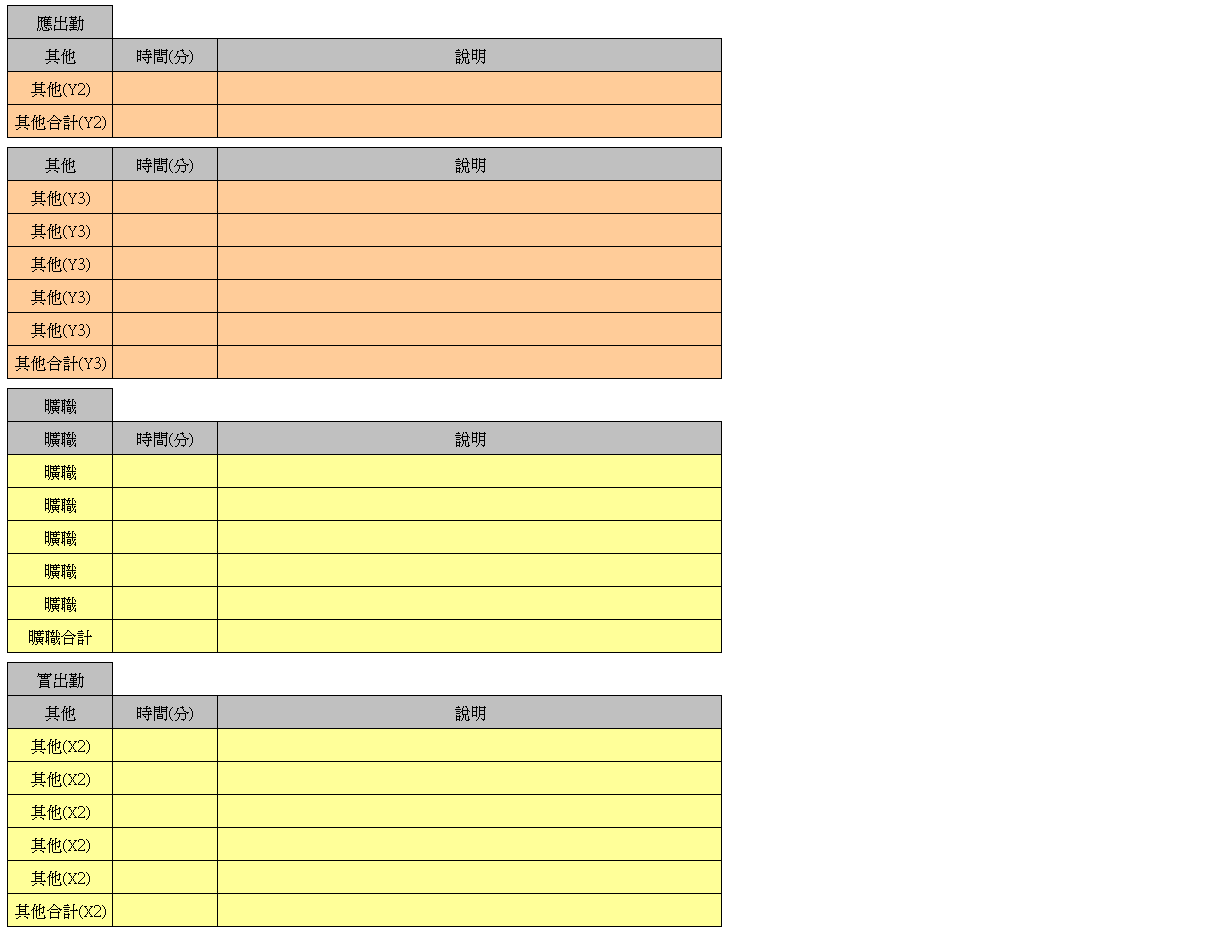 應出勤
其他 時間(分) 說明
其他(Y2)
其他合計(Y2)
其他 時間(分) 說明
其他(Y3)
其他(Y3)
其他(Y3)
其他(Y3)
其他(Y3)
其他合計(Y3)
曠職
曠職 時間(分) 說明
曠職
曠職
曠職
曠職
曠職
曠職合計
實出勤
其他 時間(分) 說明
其他(X2)
其他(X2)
其他(X2)
其他(X2)
其他(X2)
其他合計(X2)